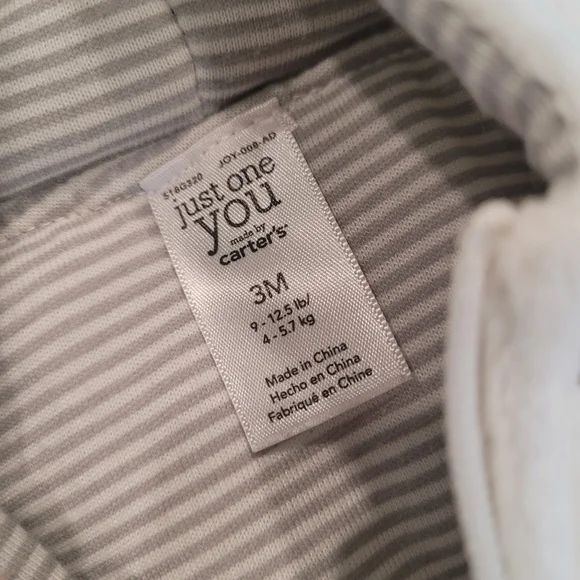 516G320 JOY-008-AD
just one
you
made by
carter's®
3M
9 - 12.5 lb/
4 - 5.7 kg
Made in China
Hecho en China
Fabriqué en Chine